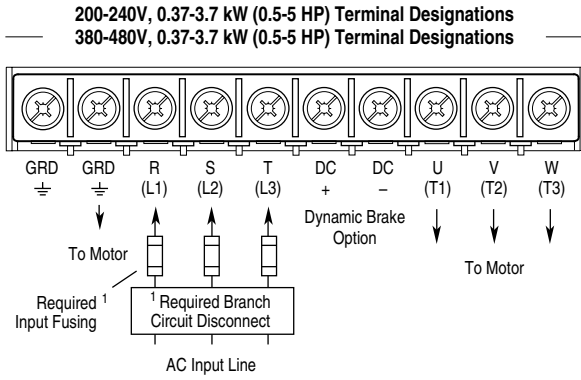 200-240V, 0.37-3.7 kW (0.5-5 HP) Terminal Designations
380-480V, 0.37-3.7 kW (0.5-5 HP) Terminal Designations
GRD GRD R S T DC DC U V W
(L1) (L2) (L3) + – (T1) (T2) (T3)
Dynamic Brake
Option
To Motor
To Motor
Required 1
Input Fusing
1 Required Branch
Circuit Disconnect
AC Input Line